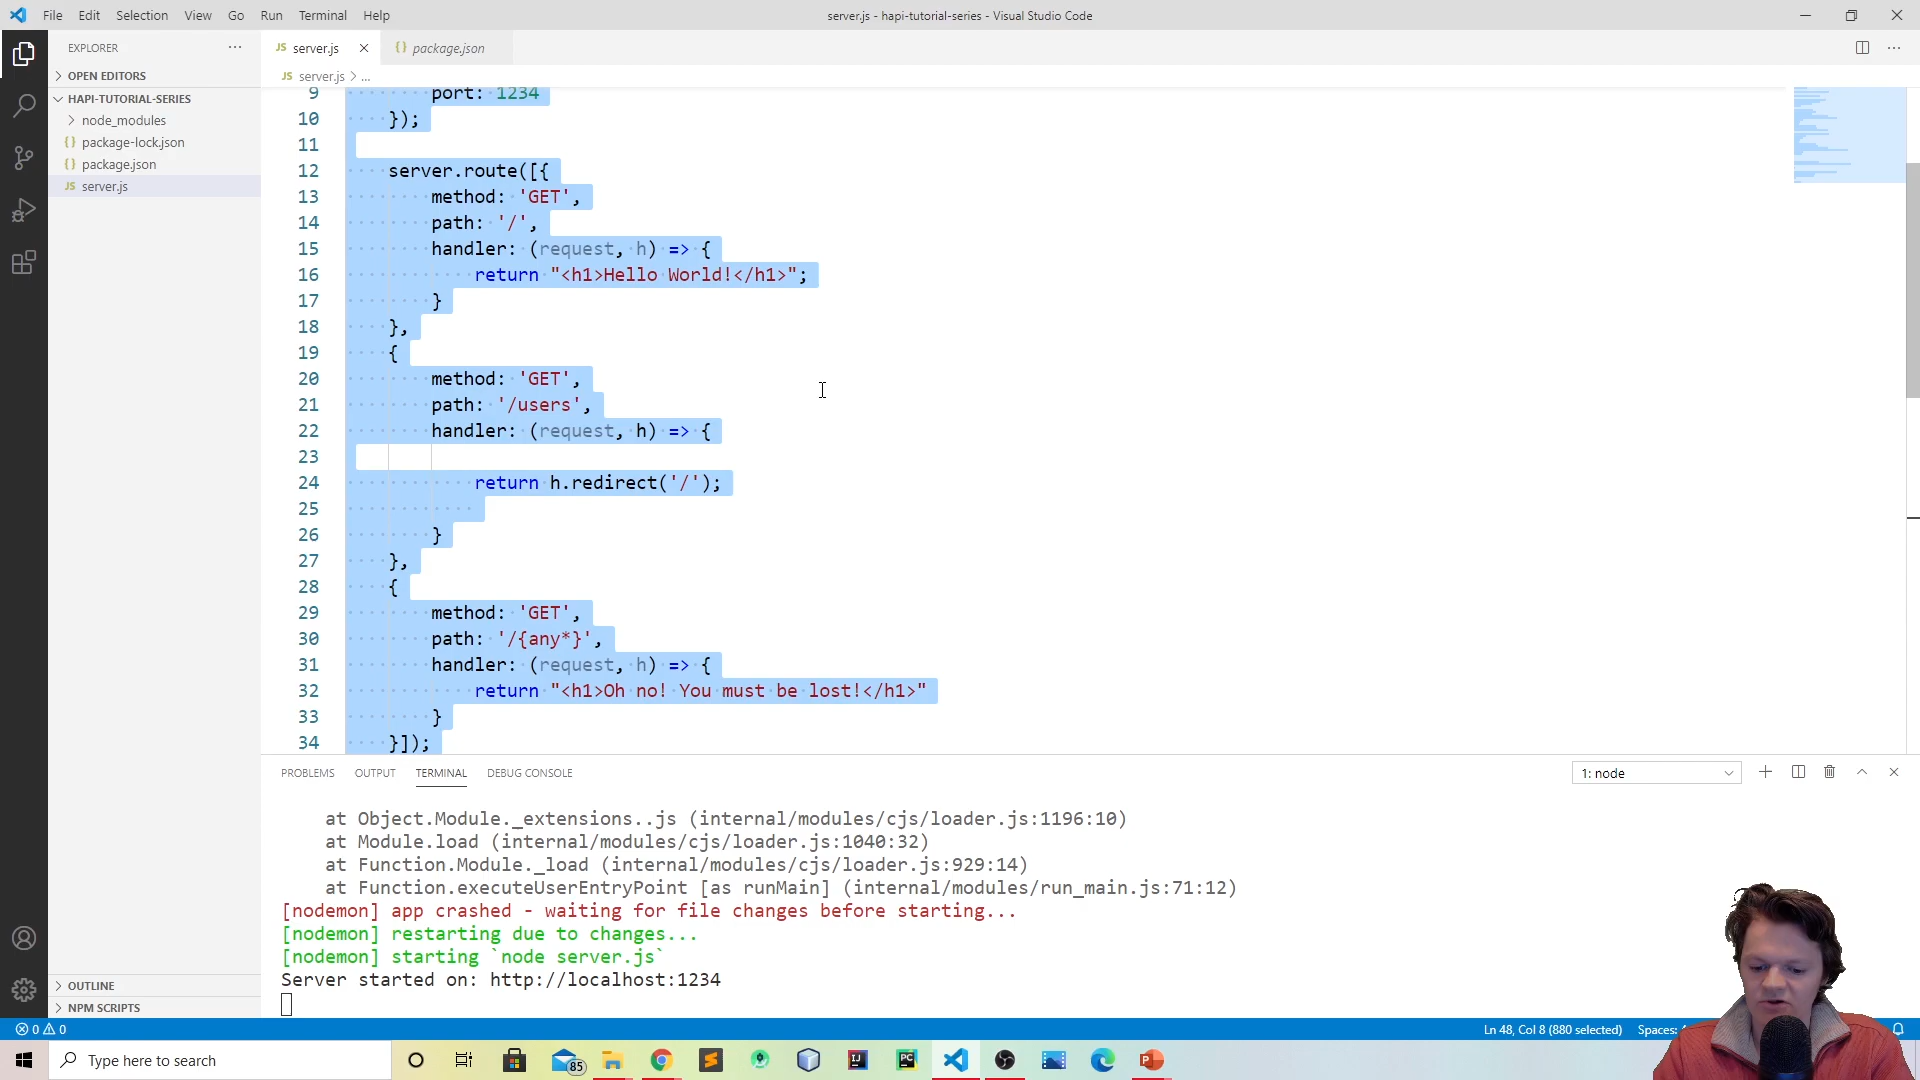 File Edit Selection View Go Run Terminal Help
server.js - hapi-tutorial-series - Visual Studio Code
EXPLORER
OPEN EDITORS
HAPI-TUTORIAL-SERIES
node_modules
{} package-lock.json
{} package.json
JS server.js
JS server.js
{} package.json
JS server.js > ...
9 port: 1234
10 });
11
12 server.route([{
13 method: 'GET',
14 path: '/',
15 handler: (request, h) => {
16 return "<h1>Hello World!</h1>";
17 }
18 },
19 {
20 method: 'GET',
21 path: '/users',
22 handler: (request, h) => {
23
24 return h.redirect('/');
25
26 }
27 },
28 {
29 method: 'GET',
30 path: '/{any*}',
31 handler: (request, h) => {
32 return "<h1>Oh no! You must be lost!</h1>"
33 }
34 }]);
PROBLEMS OUTPUT TERMINAL DEBUG CONSOLE
1: node
at Object.Module._extensions..js (internal/modules/cjs/loader.js:1196:10)
at Module.load (internal/modules/cjs/loader.js:1040:32)
at Function.Module._load (internal/modules/cjs/loader.js:929:14)
at Function.executeUserEntryPoint [as runMain] (internal/modules/run_main.js:71:12)
[nodemon] app crashed - waiting for file changes before starting...
[nodemon] restarting due to changes...
[nodemon] starting `node server.js`
Server started on: http://localhost:1234
OUTLINE
NPM SCRIPTS
0 0
Ln 48, Col 8 (880 selected) Spaces:
Type here to search
85